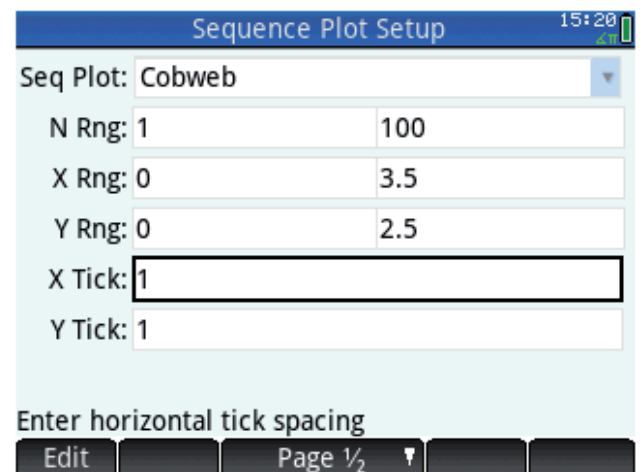 Sequence Plot Setup 15:20
∡π
Seq Plot: Cobweb
N Rng: 1 100
X Rng: 0 3.5
Y Rng: 0 2.5
X Tick: 1
Y Tick: 1
Enter horizontal tick spacing
Edit Page ½